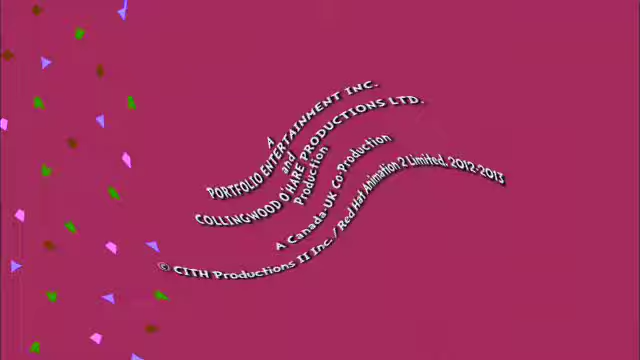 A
PORTFOLIO ENTERTAINMENT INC.
and
COLLINGWOOD O'HARE PRODUCTIONS LTD.
Production
A Canada-UK Co-Production
© CITH Productions II Inc. / Red Hat Animation 2 Limited. 2012-2013